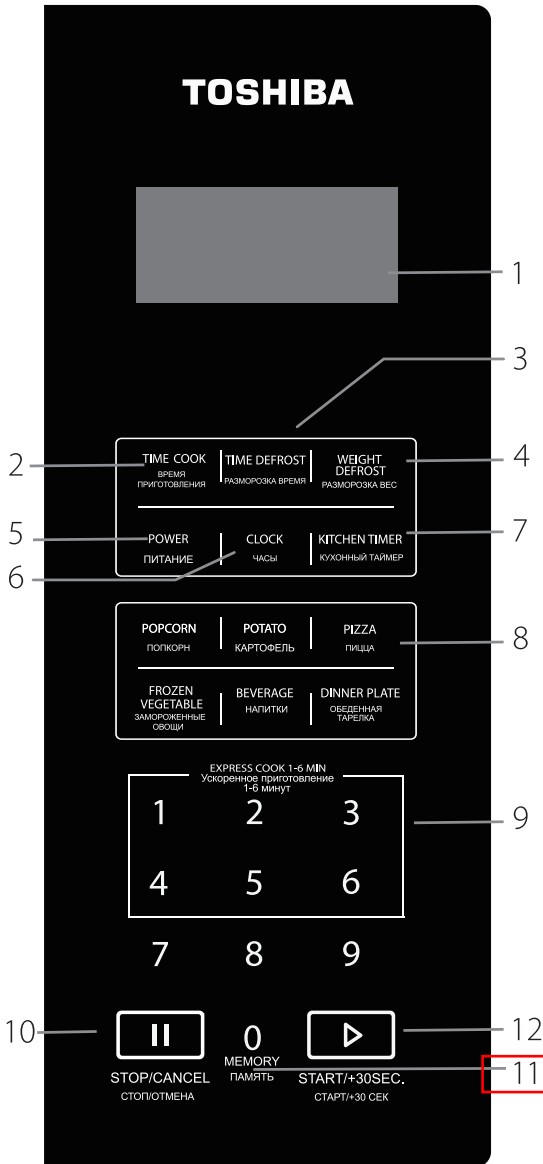 TOSHIBA
1
3
2
TIME COOK
ВРЕМЯ
ПРИГОТОВЛЕНИЯ
TIME DEFROST
РАЗМОРОЗКА ВРЕМЯ
WEIGHT
DEFROST
РАЗМОРОЗКА ВЕС
4
5
POWER
ПИТАНИЕ
6
CLOCK
ЧАСЫ
KITCHEN TIMER
КУХОННЫЙ ТАЙМЕР
7
POPCORN
ПОПКОРН
POTATO
КАРТОФЕЛЬ
PIZZA
ПИЦЦА
8
FROZEN
VEGETABLE
ЗАМОРОЖЕННЫЕ
ОВОЩИ
BEVERAGE
НАПИТКИ
DINNER PLATE
ОБЕДЕННАЯ
ТАРЕЛКА
EXPRESS COOK 1-6 MIN
Ускоренное приготовление
1-6 минут
1 2 3
9
4 5 6
7 8 9
10
0
12
MEMORY
ПАМЯТЬ
11
STOP/CANCEL
СТОП/ОТМЕНА
START/+30SEC.
СТАРТ/+30 СЕК